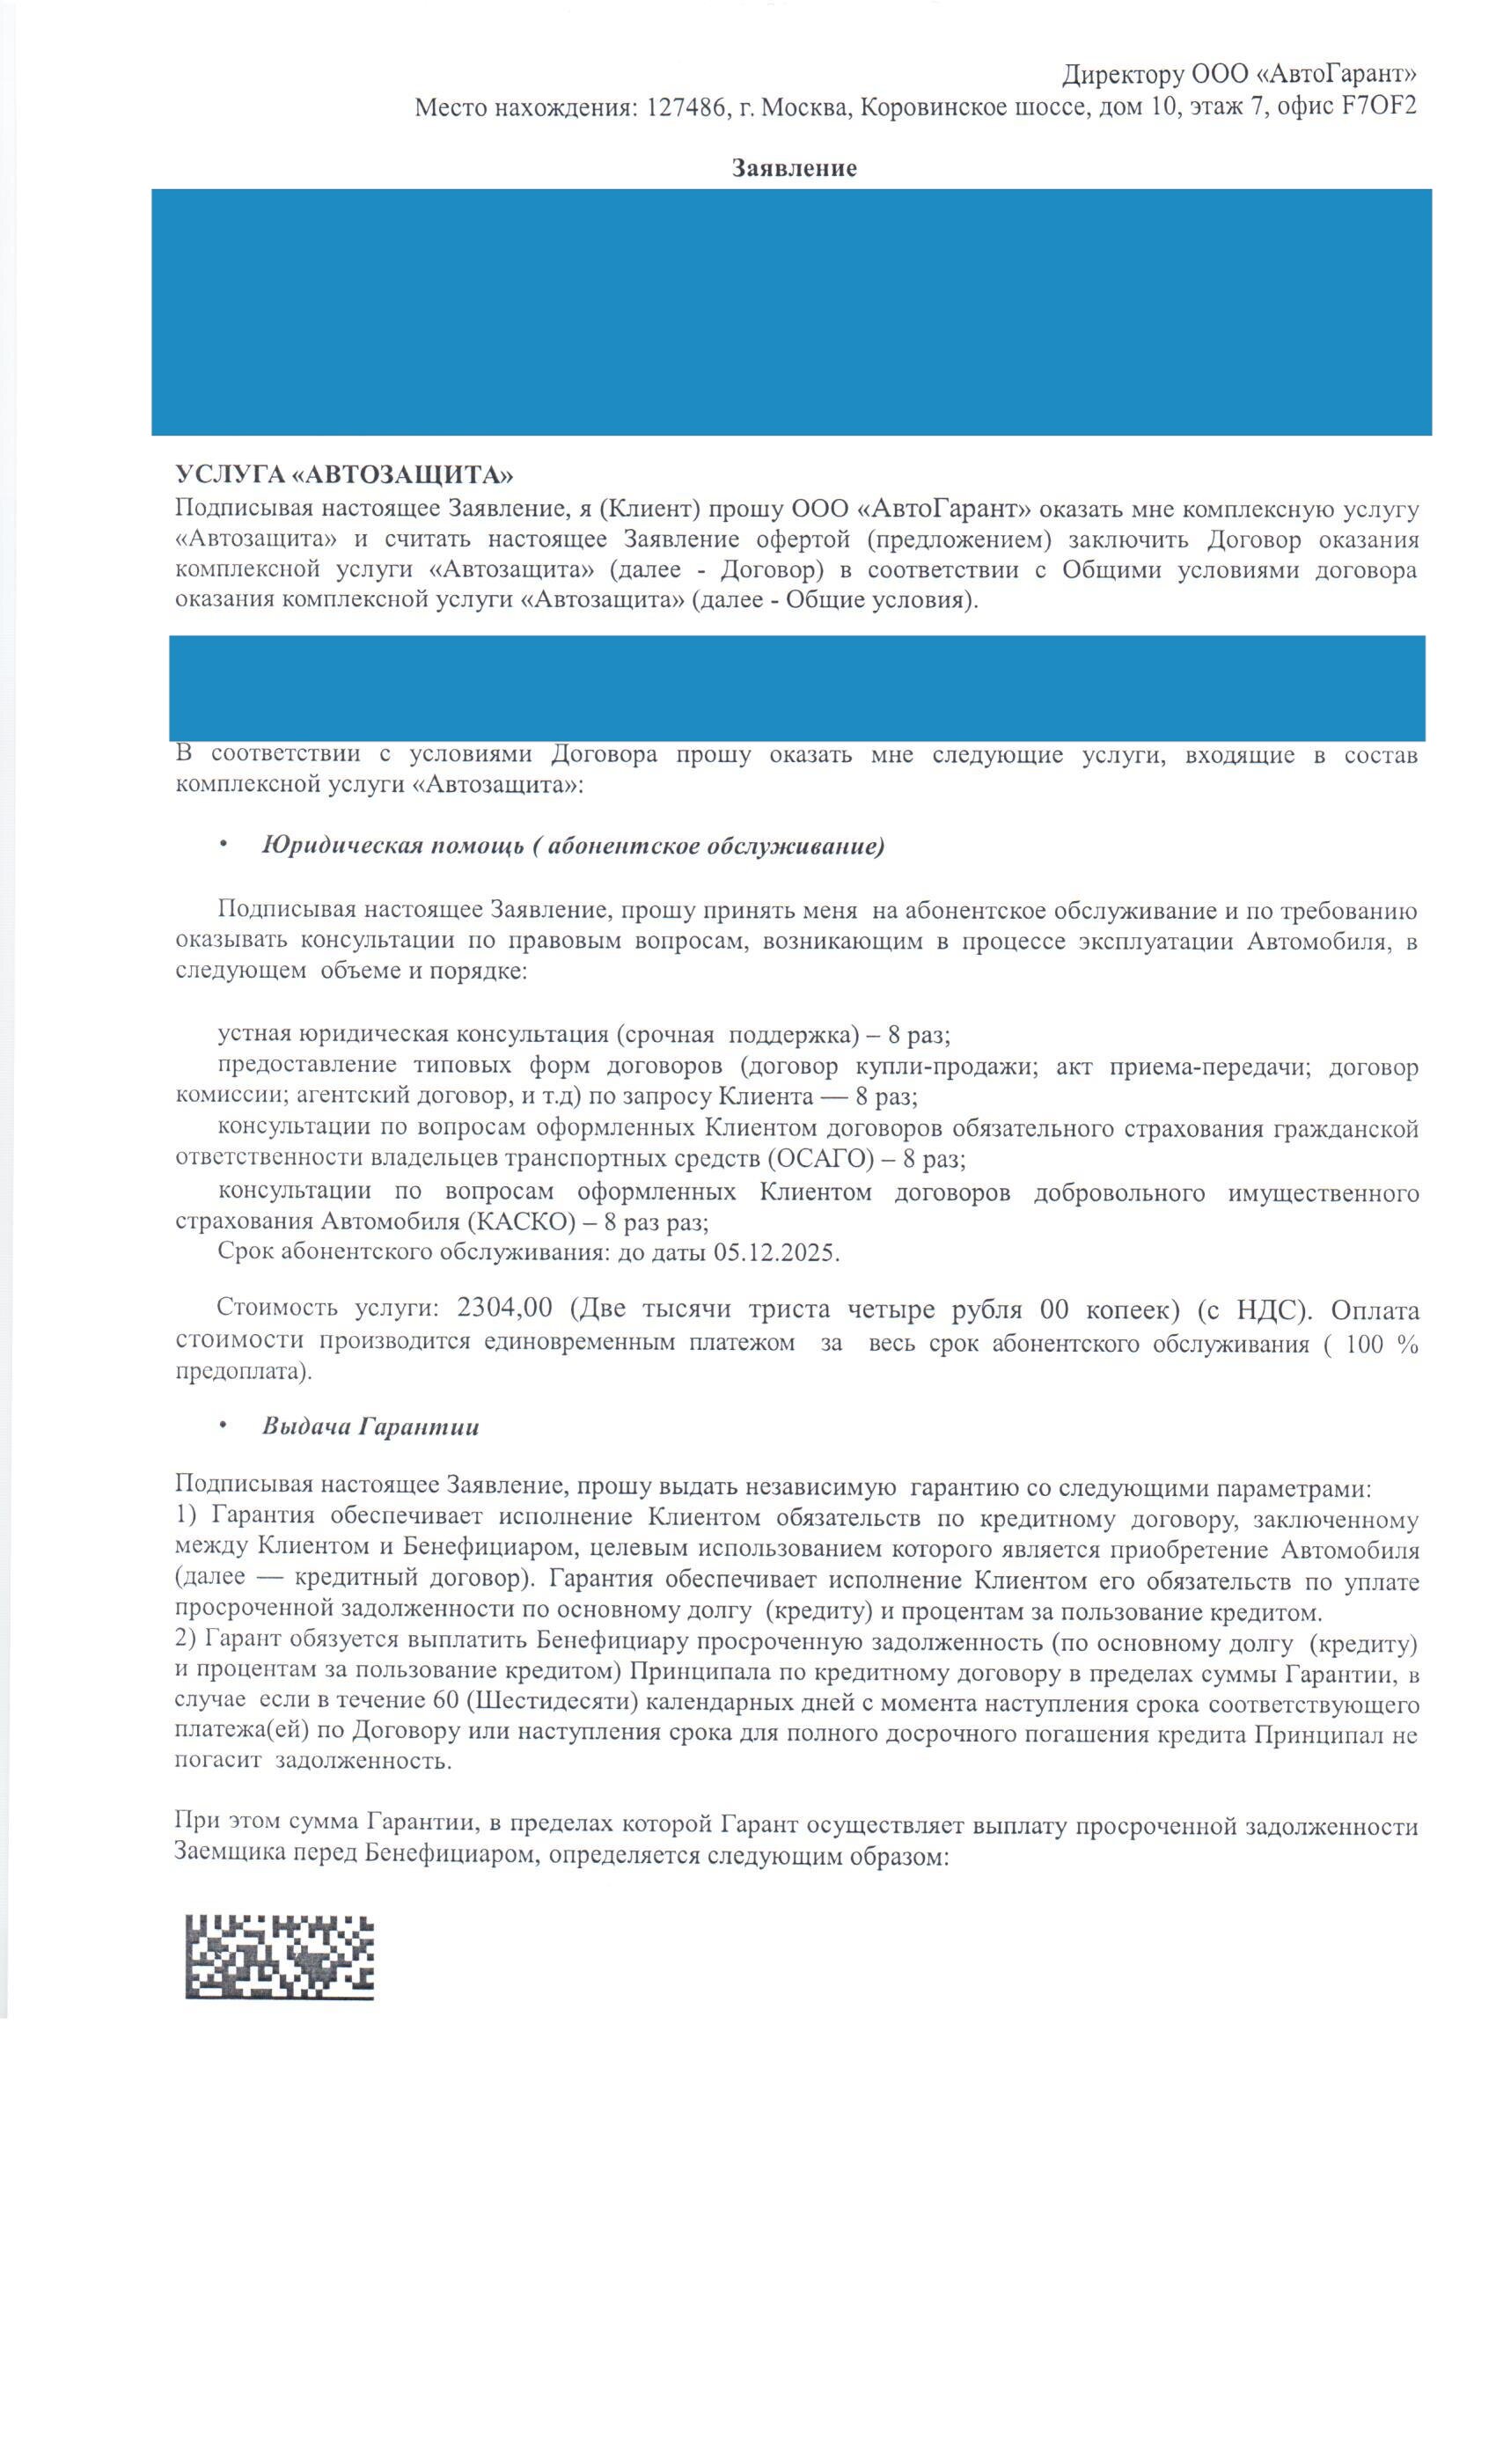 Директору ООО «АвтоГарант»
Место нахождения: 127486, г. Москва, Коровинское шоссе, дом 10, этаж 7, офис F7OF2
Заявление
УСЛУГА «АВТОЗАЩИТА»
Подписывая настоящее Заявление, я (Клиент) прошу ООО «АвтоГарант» оказать мне комплексную услугу
«Автозащита» и считать настоящее Заявление офертой (предложением) заключить Договор оказания
комплексной услуги «Автозащита» (далее - Договор) в соответствии с Общими условиями договора
оказания комплексной услуги «Автозащита» (далее - Общие условия).
В соответствии с условиями Договора прошу оказать мне следующие услуги, входящие в состав
комплексной услуги «Автозащита»:
• Юридическая помощь ( абонентское обслуживание)
Подписывая настоящее Заявление, прошу принять меня на абонентское обслуживание и по требованию
оказывать консультации по правовым вопросам, возникающим в процессе эксплуатации Автомобиля, в
следующем объеме и порядке:
устная юридическая консультация (срочная поддержка) – 8 раз;
предоставление типовых форм договоров (договор купли-продажи; акт приема-передачи; договор
комиссии; агентский договор, и т.д) по запросу Клиента — 8 раз;
консультации по вопросам оформленных Клиентом договоров обязательного страхования гражданской
ответственности владельцев транспортных средств (ОСАГО) – 8 раз;
консультации по вопросам оформленных Клиентом договоров добровольного имущественного
страхования Автомобиля (КАСКО) – 8 раз раз;
Срок абонентского обслуживания: до даты 05.12.2025.
Стоимость услуги: 2304,00 (Две тысячи триста четыре рубля 00 копеек) (с НДС). Оплата
стоимости производится единовременным платежом за весь срок абонентского обслуживания ( 100 %
предоплата).
• Выдача Гарантии
Подписывая настоящее Заявление, прошу выдать независимую гарантию со следующими параметрами:
1) Гарантия обеспечивает исполнение Клиентом обязательств по кредитному договору, заключенному
между Клиентом и Бенефициаром, целевым использованием которого является приобретение Автомобиля
(далее — кредитный договор). Гарантия обеспечивает исполнение Клиентом его обязательств по уплате
просроченной задолженности по основному долгу (кредиту) и процентам за пользование кредитом.
2) Гарант обязуется выплатить Бенефициару просроченную задолженность (по основному долгу (кредиту)
и процентам за пользование кредитом) Принципала по кредитному договору в пределах суммы Гарантии, в
случае если в течение 60 (Шестидесяти) календарных дней с момента наступления срока соответствующего
платежа(ей) по Договору или наступления срока для полного досрочного погашения кредита Принципал не
погасит задолженность.
При этом сумма Гарантии, в пределах которой Гарант осуществляет выплату просроченной задолженности
Заемщика перед Бенефициаром, определяется следующим образом: